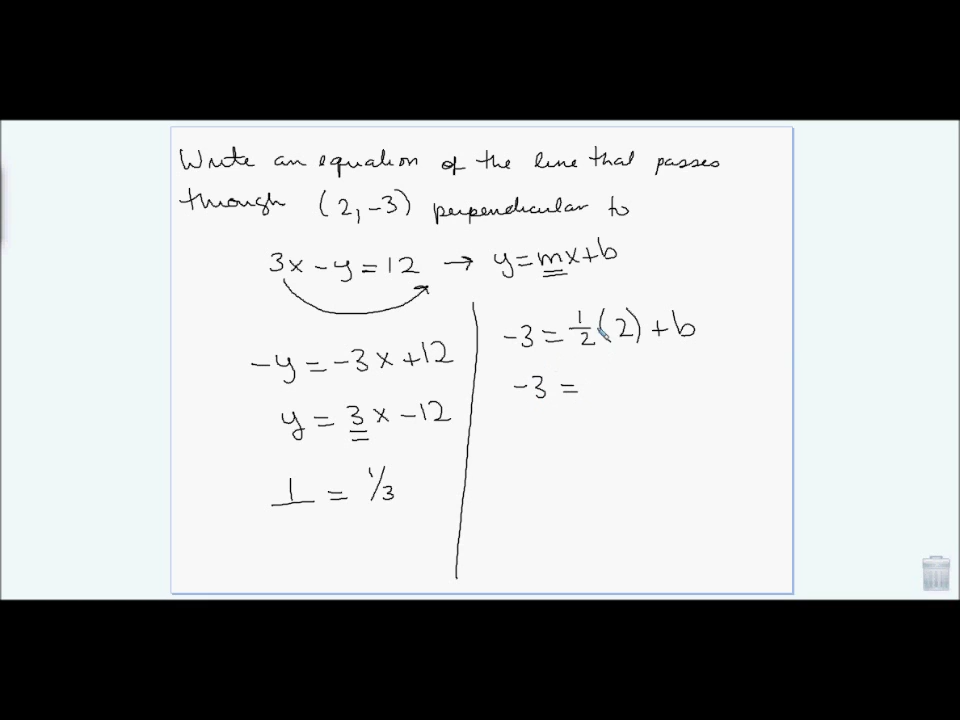 Write an equation of the line that passes
through (2, -3) perpendicular to
3x - y = 12 → y = mx + b
-y = -3x + 12
y = 3x - 12
1 = 1/3
-3 = 1/2 (2) + b
-3 =